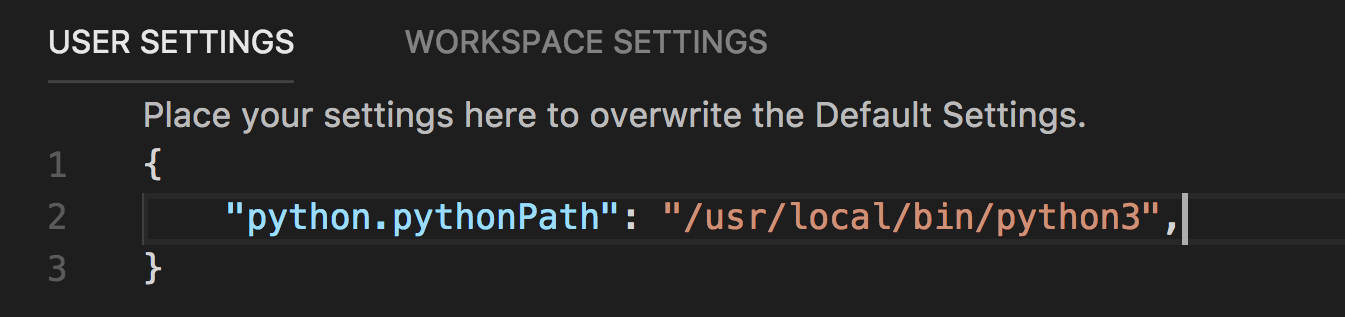 USER SETTINGS WORKSPACE SETTINGS
Place your settings here to overwrite the Default Settings.
1 {
2 "python.pythonPath": "/usr/local/bin/python3",
3 }